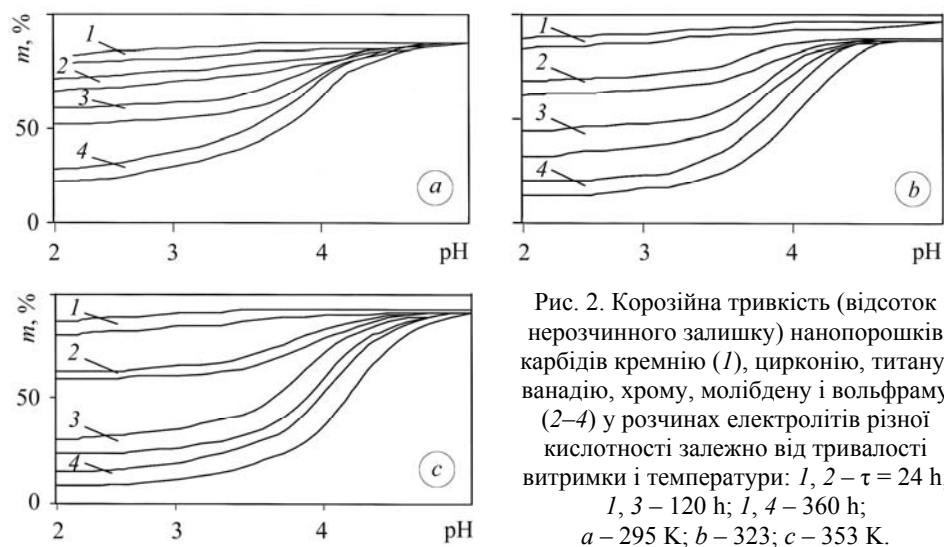 m, %
1
2
3
50
4
a
0
2
3
4
pH
1
2
3
4
b
2
3
4
pH
m, %
1
2
50
3
4
c
0
2
3
4
pH
Рис. 2. Корозійна тривкість (відсоток
нерозчинного залишку) нанопорошків
карбідів кремнію (1), цирконію, титану
ванадію, хрому, молібдену і вольфраму
(2–4) у розчинах електролітів різної
кислотності залежно від тривалості
витримки і температури: 1, 2 – τ = 24 h
1, 3 – 120 h; 1, 4 – 360 h;
a – 295 K; b – 323; c – 353 K.